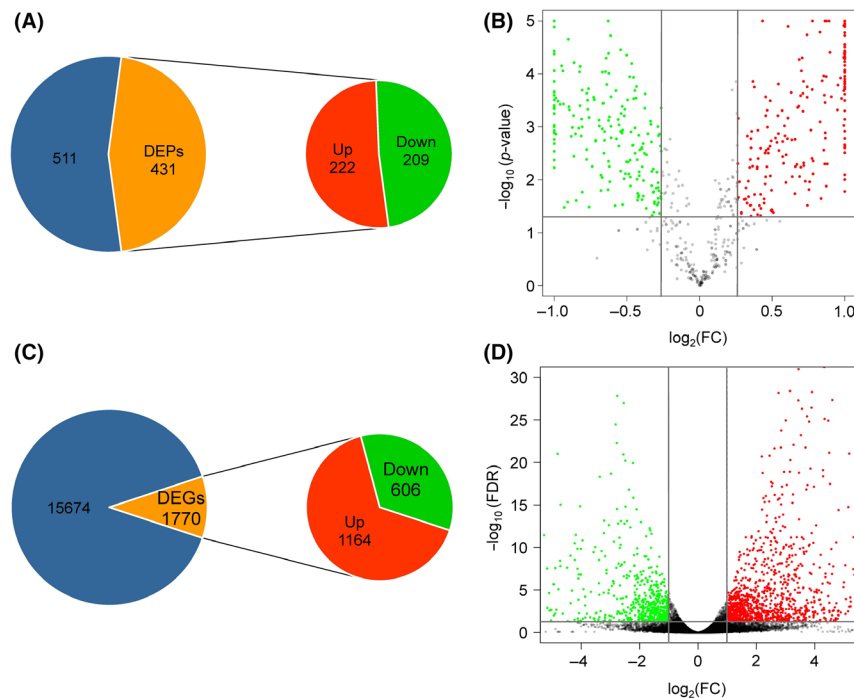 (A)
511
DEPs
431
Up
222
Down
209
(B)
−log10 (p-value)
5
4
3
2
1
0
−1.0
−0.5
0.0
0.5
1.0
log2(FC)
(C)
15674
DEGs
1770
Down
606
Up
1164
(D)
−log10 (FDR)
30
25
20
15
10
5
0
−4
−2
0
2
4
log2(FC)